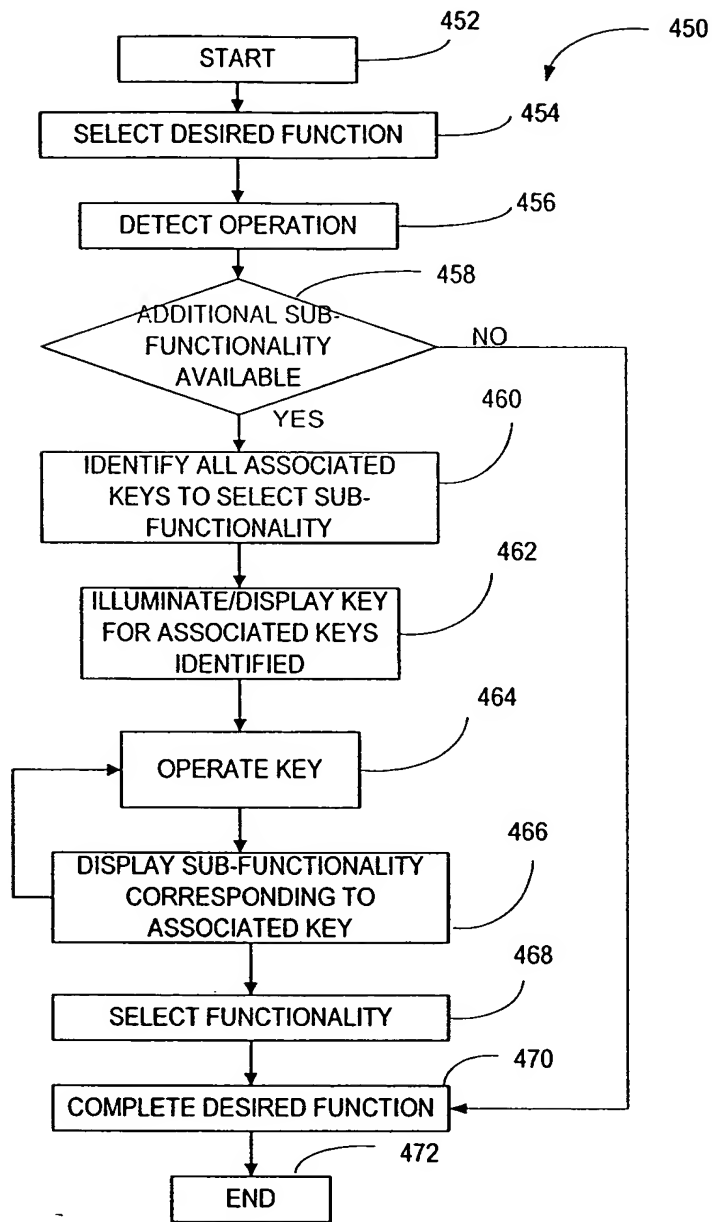 452
450
START
454
SELECT DESIRED FUNCTION
456
DETECT OPERATION
458
ADDITIONAL SUB-
FUNCTIONALITY
AVAILABLE
NO
YES
460
IDENTIFY ALL ASSOCIATED
KEYS TO SELECT SUB-
FUNCTIONALITY
462
ILLUMINATE/DISPLAY KEY
FOR ASSOCIATED KEYS
IDENTIFIED
464
OPERATE KEY
466
DISPLAY SUB-FUNCTIONALITY
CORRESPONDING TO
ASSOCIATED KEY
468
SELECT FUNCTIONALITY
470
COMPLETE DESIRED FUNCTION
472
END